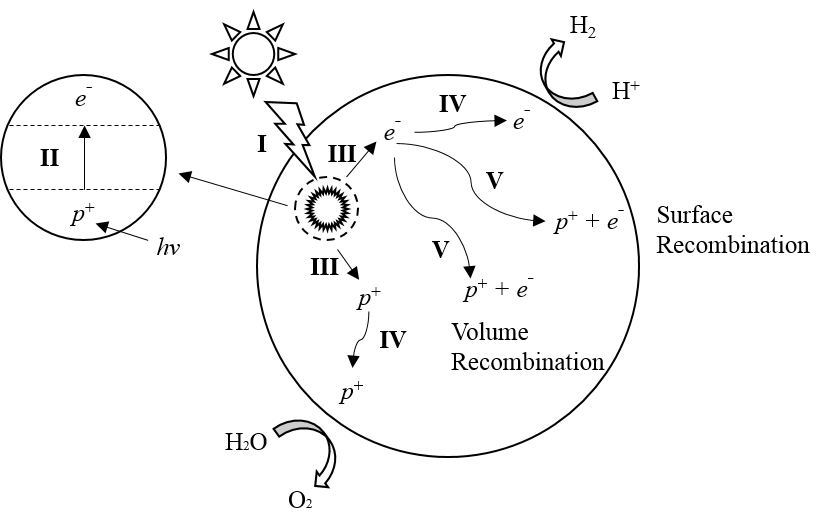 H₂
H⁺
e⁻
II
p⁺
hν
I
III
e⁻
IV
e⁻
V
p⁺ + e⁻
Surface
Recombination
V
p⁺ + e⁻
Volume
Recombination
III
p⁺
IV
p⁺
H₂O
O₂